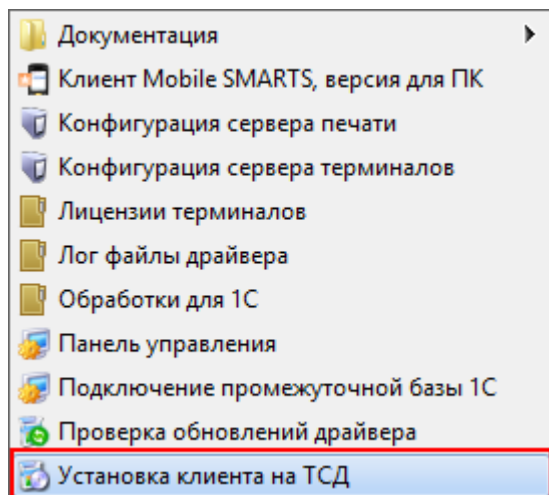 Документация
Клиент Mobile SMARTS, версия для ПК
Конфигурация сервера печати
Конфигурация сервера терминалов
Лицензии терминалов
Лог файлы драйвера
Обработки для 1С
Панель управления
Подключение промежуточной базы 1С
Проверка обновлений драйвера
Установка клиента на ТСД